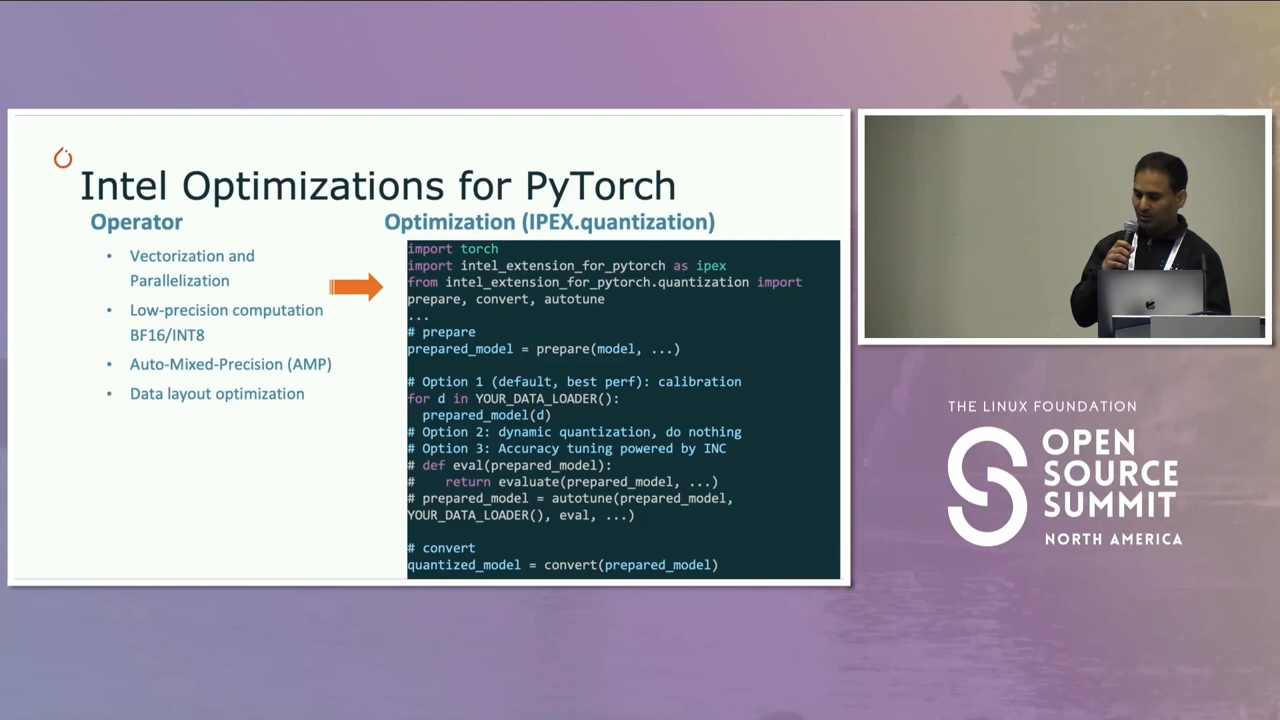 Intel Optimizations for PyTorch
Operator
• Vectorization and
Parallelization
• Low-precision computation
BF16/INT8
• Auto-Mixed-Precision (AMP)
• Data layout optimization
Optimization (IPEX.quantization)
import torch
import intel_extension_for_pytorch as ipex
from intel_extension_for_pytorch.quantization import
prepare, convert, autotune
...
# prepare
prepared_model = prepare(model, ...)
# Option 1 (default, best perf): calibration
for d in YOUR_DATA_LOADER():
  prepared_model(d)
# Option 2: dynamic quantization, do nothing
# Option 3: Accuracy tuning powered by INC
# def eval(prepared_model):
#    return evaluate(prepared_model, ...)
# prepared_model = autotune(prepared_model,
YOUR_DATA_LOADER(), eval, ...)
# convert
quantized_model = convert(prepared_model)
THE LINUX FOUNDATION
OPEN
SOURCE
SUMMIT
NORTH AMERICA